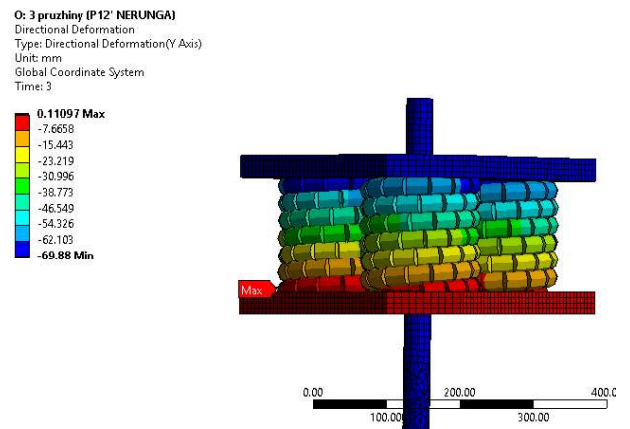 O: 3 pruzhiny (P12' NERUNGA)
Directional Deformation
Type: Directional Deformation(Y Axis)
Unit: mm
Global Coordinate System
Time: 3
0.11097 Max
-7.6658
-15.443
-23.219
-30.996
-38.773
-46.549
-54.326
-62.103
-69.88 Min
Max
0.00 200.00 400.
100.00 300.00